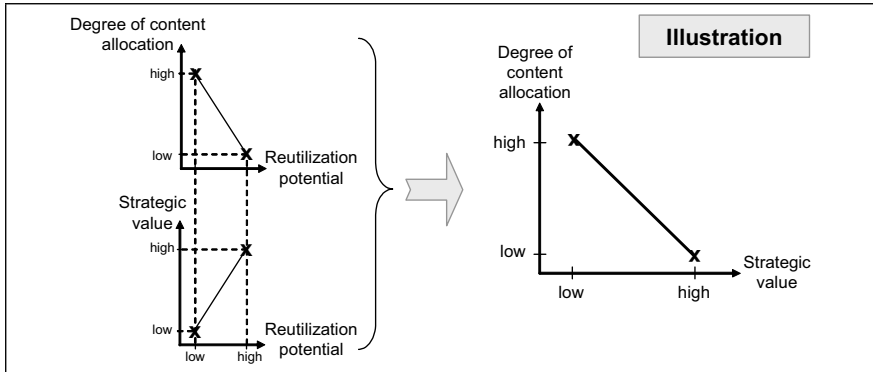 Degree of content
allocation
high
low
Reutilization
potential
Strategic
value
high
low
low
high
Reutilization
potential
Illustration
Degree of
content
allocation
high
low
low
high
Strategic
value